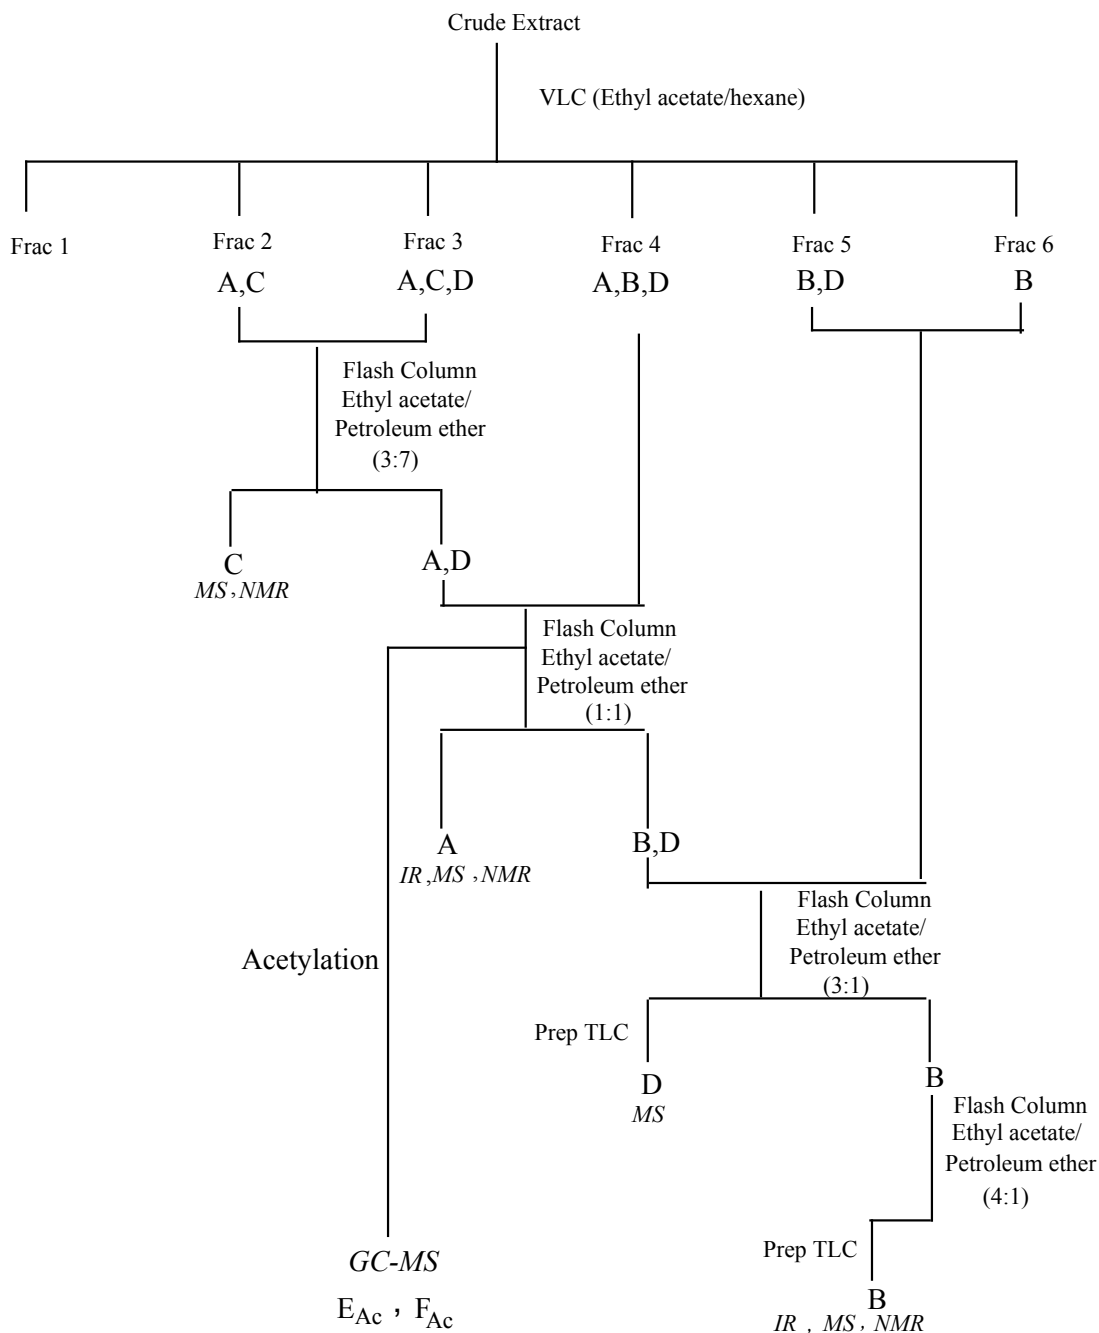 Crude Extract
VLC (Ethyl acetate/hexane)
Frac 1
Frac 2
Frac 3
Frac 4
Frac 5
Frac 6
A,C
A,C,D
A,B,D
B,D
B
Flash Column
Ethyl acetate/
Petroleum ether
(3:7)
C
MS, NMR
A,D
Flash Column
Ethyl acetate/
Petroleum ether
(1:1)
A
IR ,MS ,NMR
B,D
Flash Column
Ethyl acetate/
Petroleum ether
(3:1)
Acetylation
Prep TLC
D
MS
B
Flash Column
Ethyl acetate/
Petroleum ether
(4:1)
Prep TLC
B
IR , MS, NMR
GC-MS
EAc , FAc